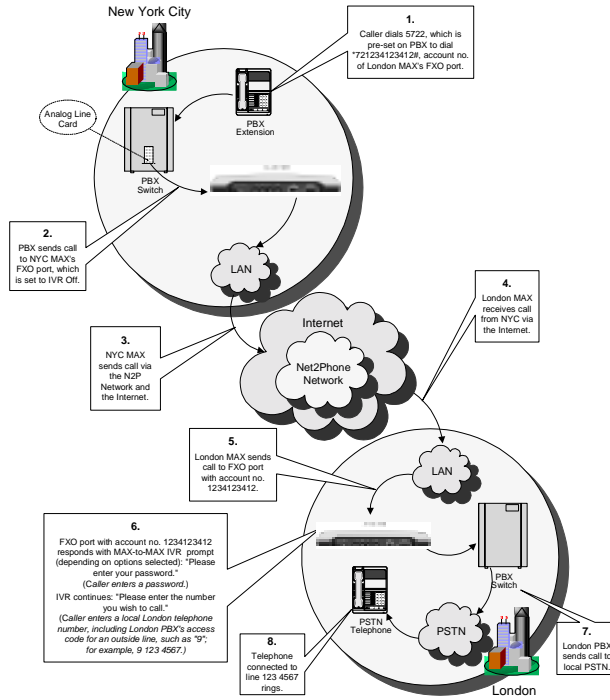 New York City
1.
Caller dials 5722, which is
pre-set on PBX to dial
*721234123412#, account no.
of London MAX's FXO port.
PBX
Extension
Analog Line
Card
PBX
Switch
2.
PBX sends call
to NYC MAX's
FXO port, which
is set to IVR Off.
LAN
3.
NYC MAX
sends call via
the N2P
Network and
the Internet.
Internet
Net2Phone
Network
4.
London MAX
receives call
from NYC via
the Internet.
5.
London MAX sends
call to FXO port
with account no.
1234123412.
LAN
6.
FXO port with account no. 1234123412
responds with MAX-to-MAX IVR prompt
(depending on options selected): "Please
enter your password."
(Caller enters a password.)
IVR continues: "Please enter the number
you wish to call."
(Caller enters a local London telephone
number, including London PBX's access
code for an outside line, such as "9";
for example, 9 123 4567.)
PBX
Switch
7.
London PBX
sends call to
local PSTN.
PSTN
PSTN
Telephone
8.
Telephone
connected to
line 123 4567
rings.
London